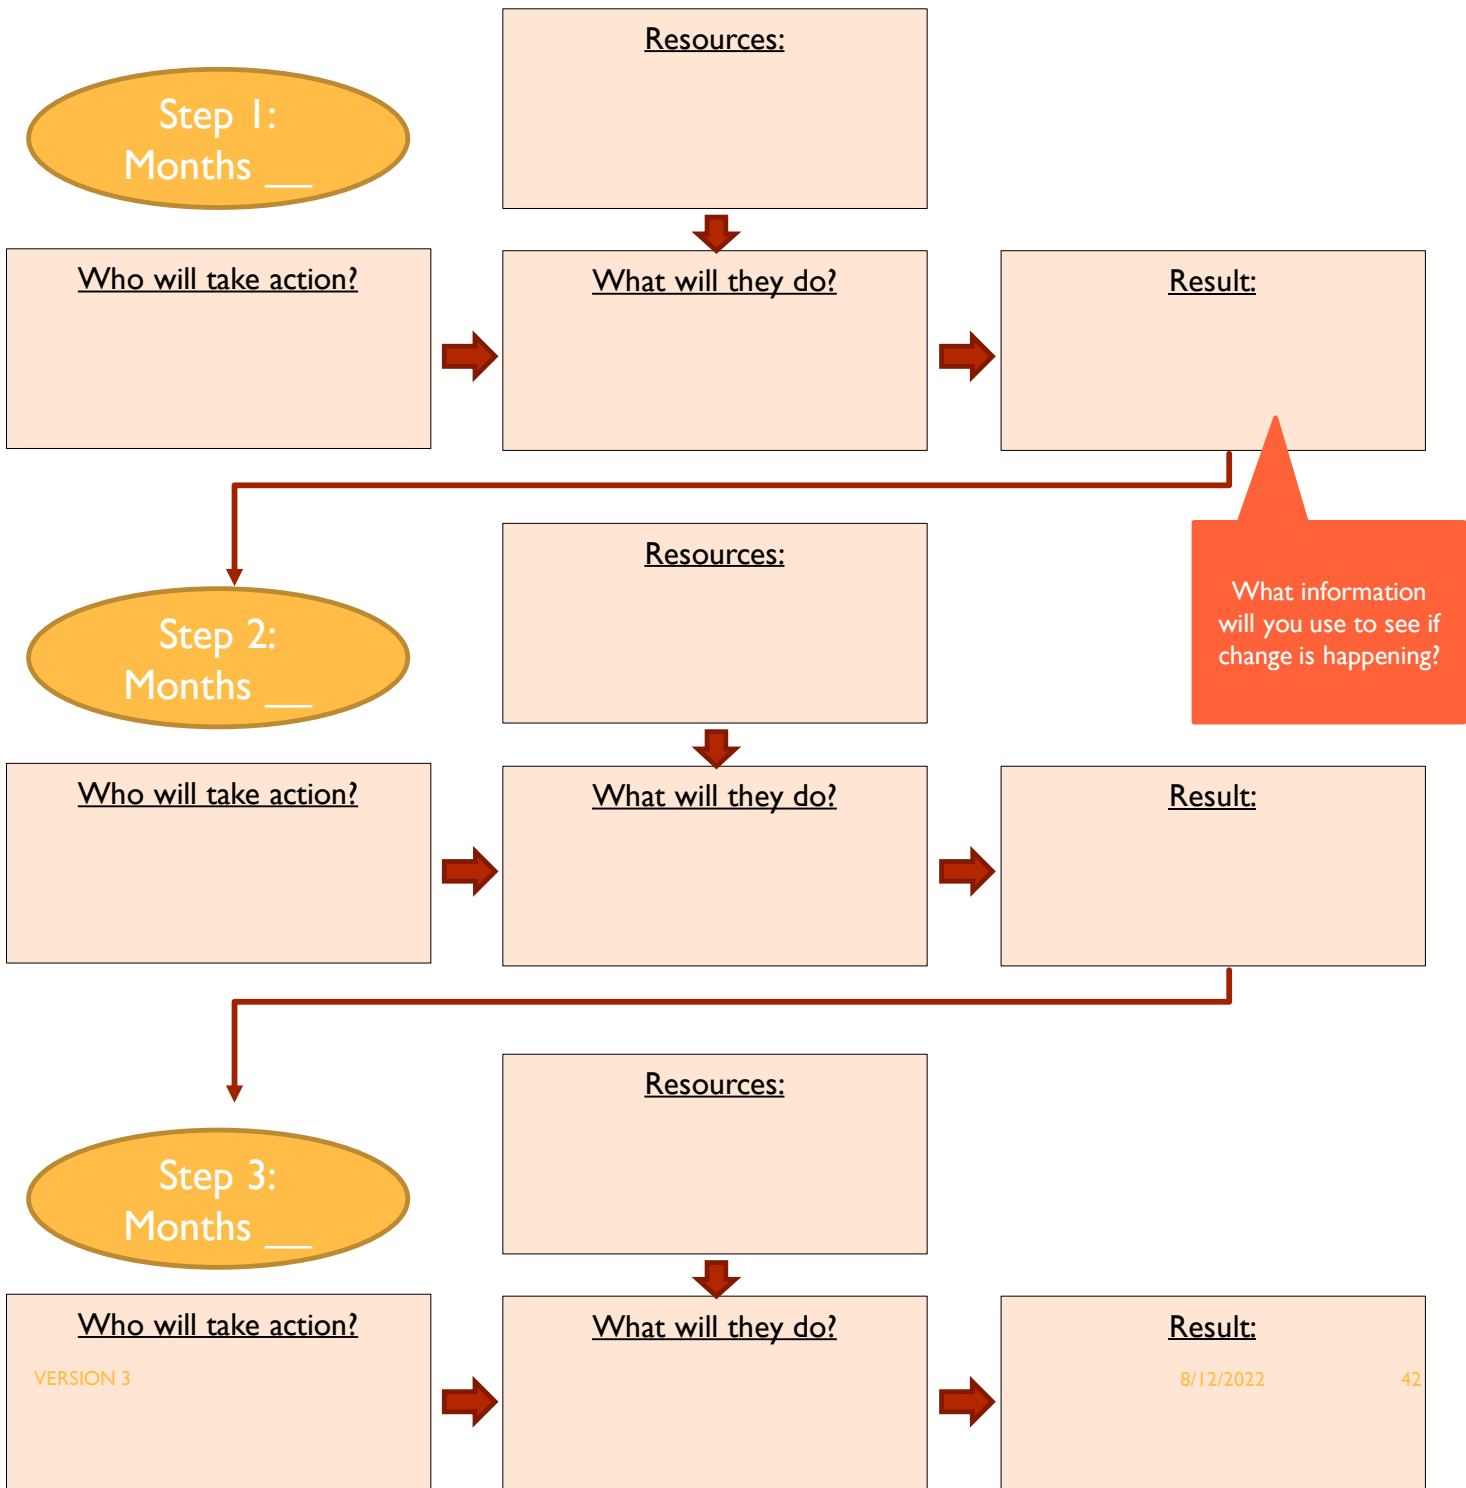 Resources:
Step 1:
Months __
Who will take action?
What will they do?
Result:
What information
will you use to see if
change is happening?
Resources:
Step 2:
Months __
Who will take action?
What will they do?
Result:
Resources:
Step 3:
Months __
Who will take action?
What will they do?
Result:
VERSION 3
8/12/2022
42